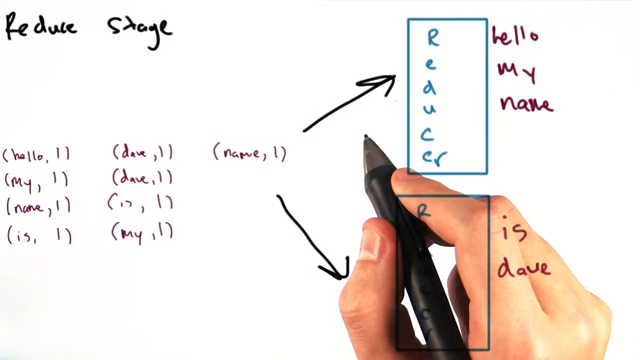 Reduce Stage
(hello, 1) (dave, 1) (name, 1)
(my, 1) (dave, 1)
(name, 1) (is, 1)
(is, 1) (my, 1)
R
e
d
u
c
er
hello
my
name
R
is
dave